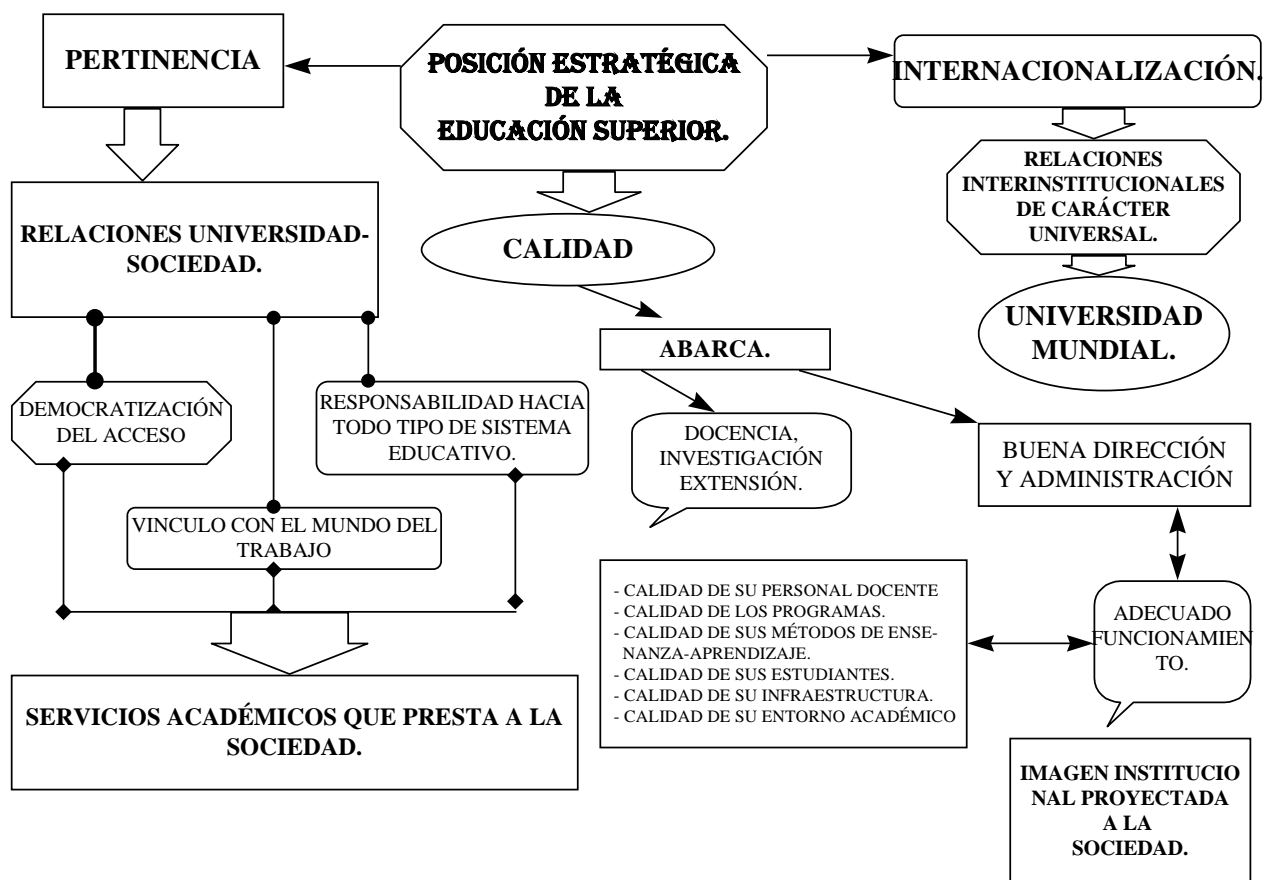 PERTINENCIA
POSICIÓN ESTRATÉGICA
DE LA
EDUCACIÓN SUPERIOR.
INTERNACIONALIZACIÓN.
RELACIONES
INTERINSTITUCIONALES
DE CARÁCTER
UNIVERSAL.
RELACIONES UNIVERSIDAD-
SOCIEDAD.
CALIDAD
UNIVERSIDAD
MUNDIAL.
ABARCA.
DEMOCRATIZACIÓN
DEL ACCESO
RESPONSABILIDAD HACIA
TODO TIPO DE SISTEMA
EDUCATIVO.
DOCENCIA,
INVESTIGACIÓN
EXTENSIÓN.
BUENA DIRECCIÓN
Y ADMINISTRACIÓN
VINCULO CON EL MUNDO DEL
TRABAJO
- CALIDAD DE SU PERSONAL DOCENTE
- CALIDAD DE LOS PROGRAMAS.
- CALIDAD DE SUS MÉTODOS DE ENSE-
NANZA-APRENDIZAJE.
- CALIDAD DE SUS ESTUDIANTES.
- CALIDAD DE SU INFRAESTRUCTURA.
- CALIDAD DE SU ENTORNO ACADÉMICO
ADECUADO
FUNCIONAMIEN
TO.
SERVICIOS ACADÉMICOS QUE PRESTA A LA
SOCIEDAD.
IMAGEN INSTITUCIO
NAL PROYECTADA
A LA
SOCIEDAD.